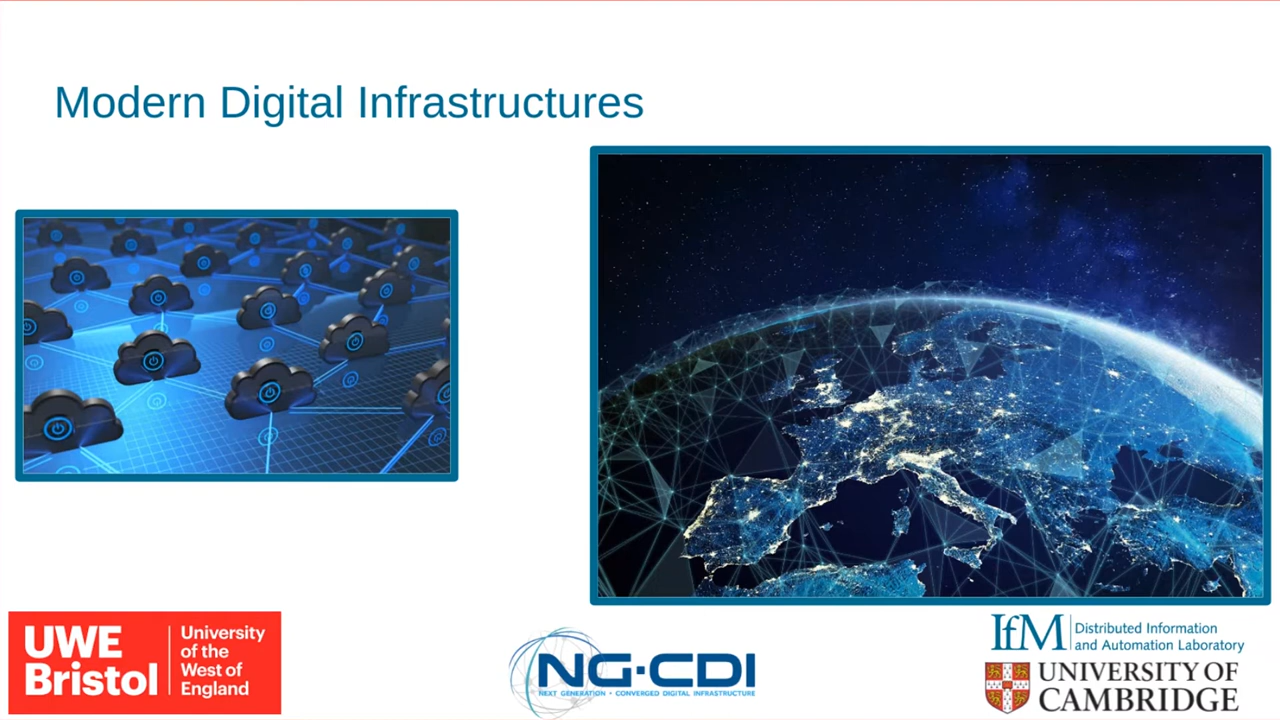 Modern Digital Infrastructures
UWE
Bristol
University
of the
West of
England
NG-CDI
NEXT GENERATION • CONVERGED DIGITAL INFRASTRUCTURE
IfM
Distributed Information
and Automation Laboratory
UNIVERSITY OF
CAMBRIDGE